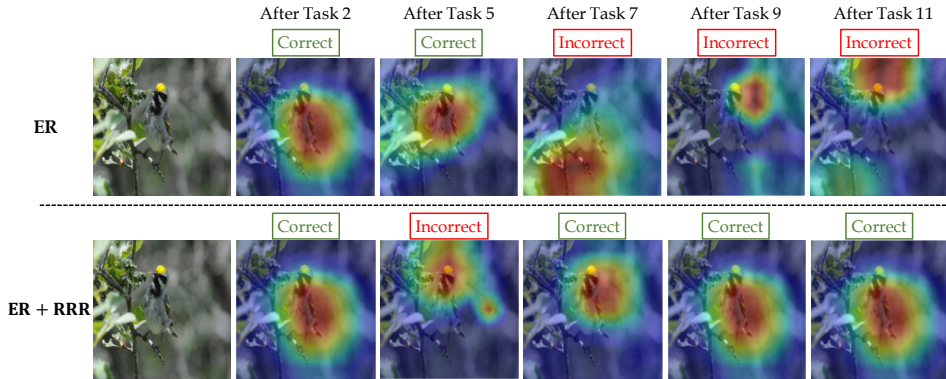 After Task 2 After Task 5 After Task 7 After Task 9 After Task 11
Correct Correct Incorrect Incorrect Incorrect
ER
Correct Incorrect Correct Correct Correct
ER + RRR